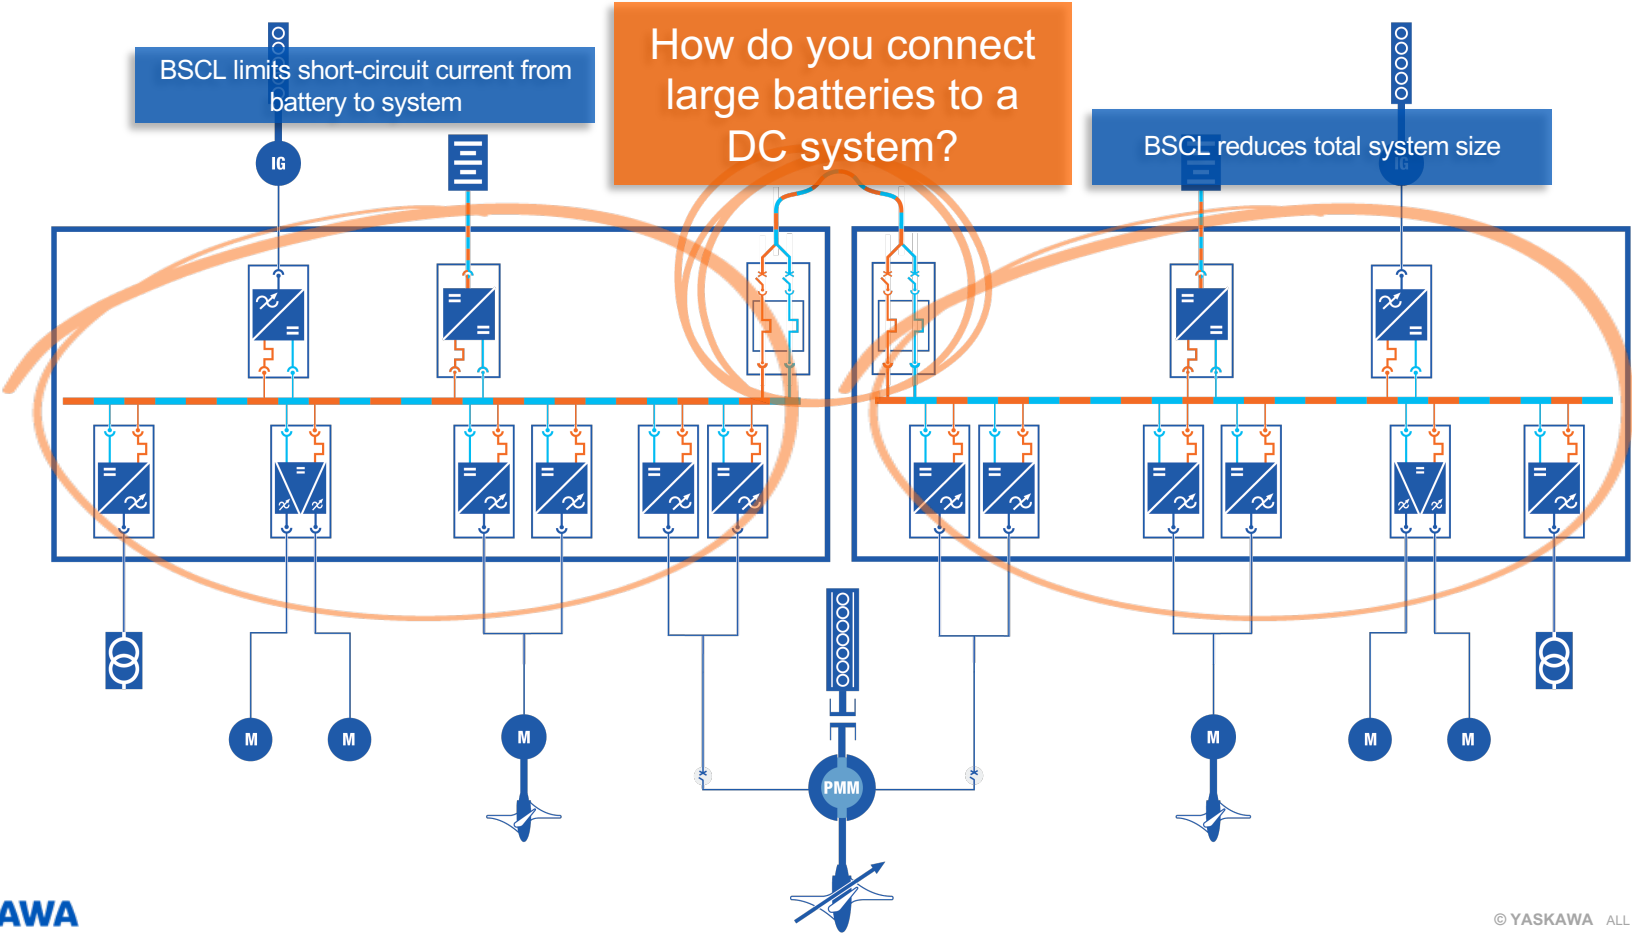 BSCL limits short-circuit current from
battery to system
How do you connect
large batteries to a
DC system?
BSCL reduces total system size
IG
IG
M
M
M
PMM
M
M
M
AWA
© YASKAWA ALL